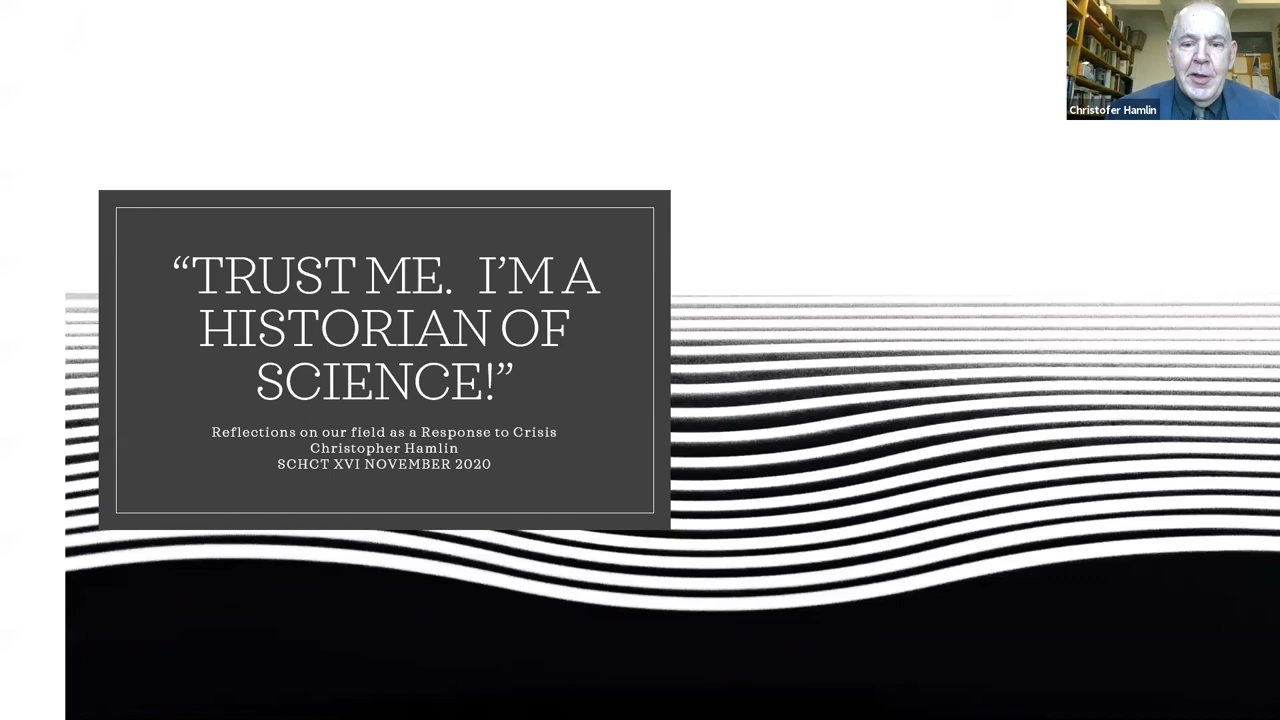 Christofer Hamlin
“TRUST ME. I’M A
HISTORIAN OF
SCIENCE!”
Reflections on our field as a Response to Crisis
Christopher Hamlin
SCHCT XVI NOVEMBER 2020